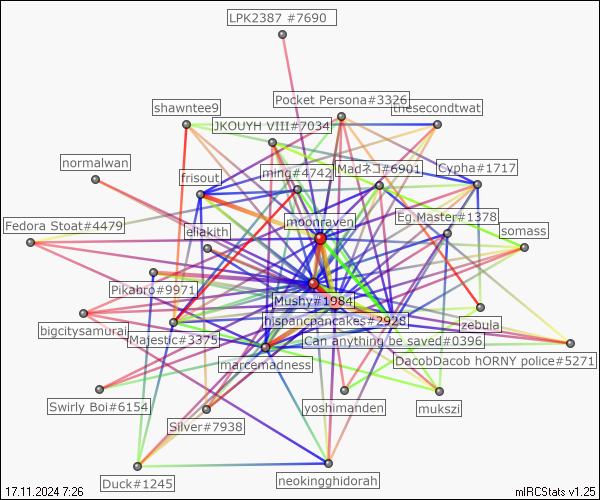 LPK2387 #7690
Pocket Persona#3326
shawntee9
thesecondtwat
JKOUYH VIII#7034
normalwan
ming#4742
Madネコ#6901
Cypha#1717
frisout
moonraven
Eg.Master#1378
Fedora Stoat#4479
eliakith
somass
Pikabro#9971
Mushy#1984
hispancpancakes#2928
zebula
bigcitysamurai
Majestic#3375
Can anything be saved#0396
marcemadness
DacobDacob hORNY police#5271
Swirly Boi#6154
yoshimanden
mukszi
Silver#7938
Duck#1245
neokingghidorah
17.11.2024 7:26
mIRCStats v1.25